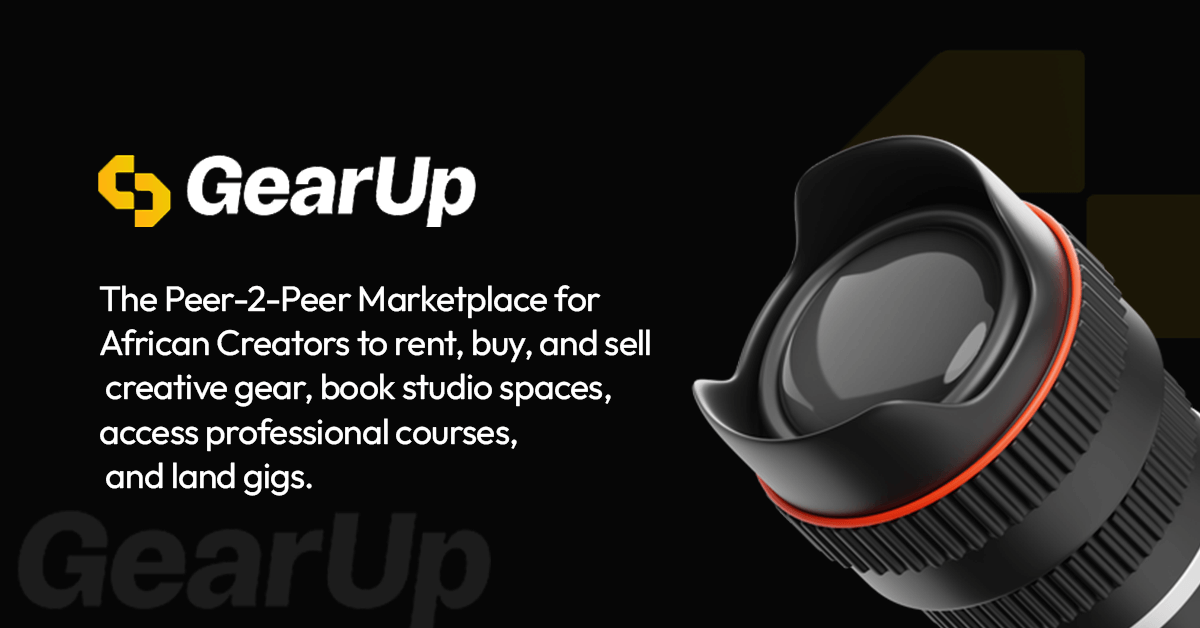 GearUp
The Peer-2-Peer Marketplace for
African Creators to rent, buy, and sell
creative gear, book studio spaces,
access professional courses,
and land gigs.
GearUp